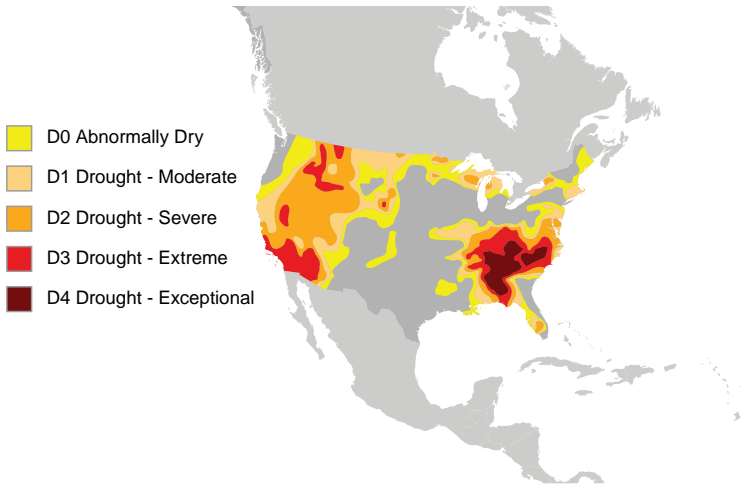 D0 Abnormally Dry
D1 Drought - Moderate
D2 Drought - Severe
D3 Drought - Extreme
D4 Drought - Exceptional